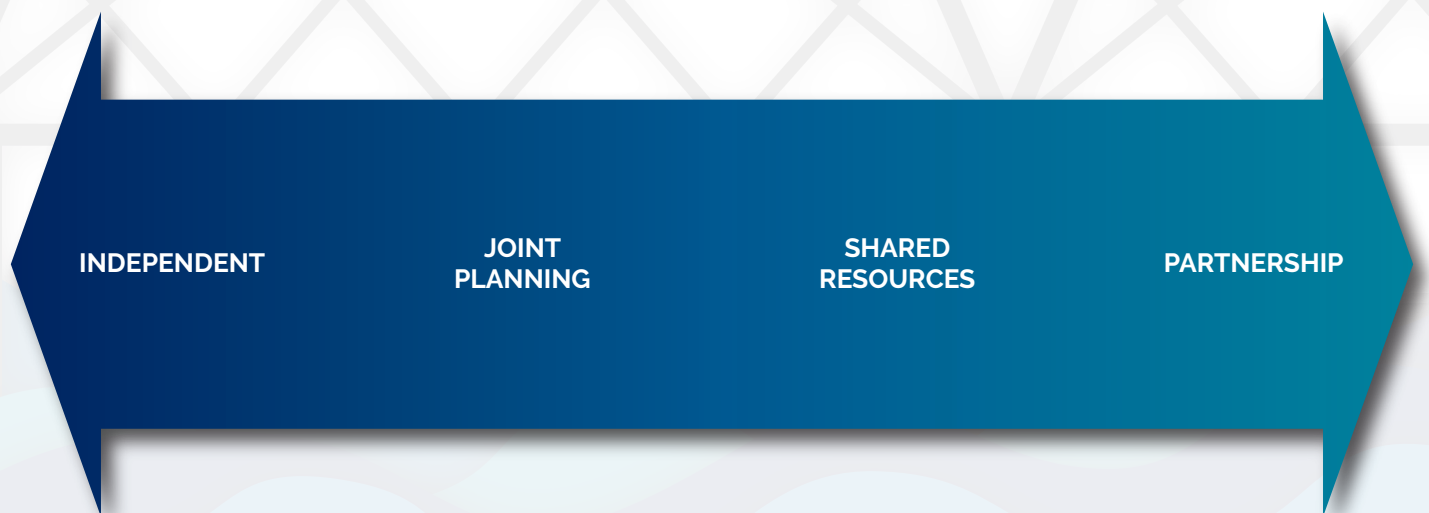 INDEPENDENT
JOINT
PLANNING
SHARED
RESOURCES
PARTNERSHIP